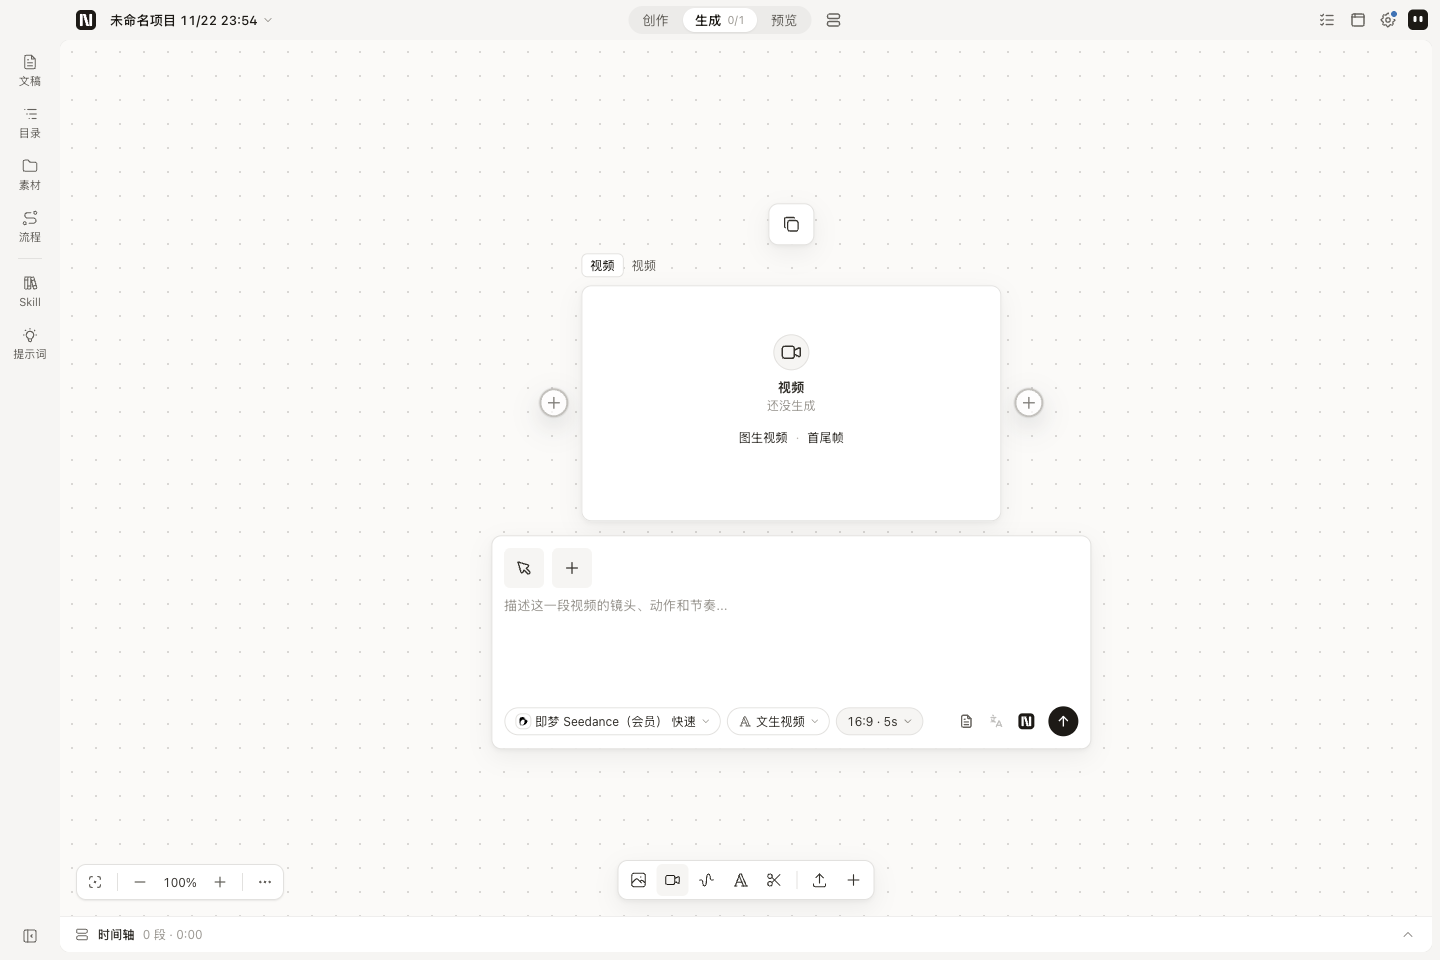 未命名项目 11/22 23:54
创作 生成 0/1 预览
文稿
目录
素材
流程
Skill
提示词
视频 视频
视频
还没生成
图生视频 · 首尾帧
描述这一段视频的镜头、动作和节奏...
即梦 Seedance（会员） 快速 文生视频 16:9 · 5s
100%
时间轴 0 段 · 0:00